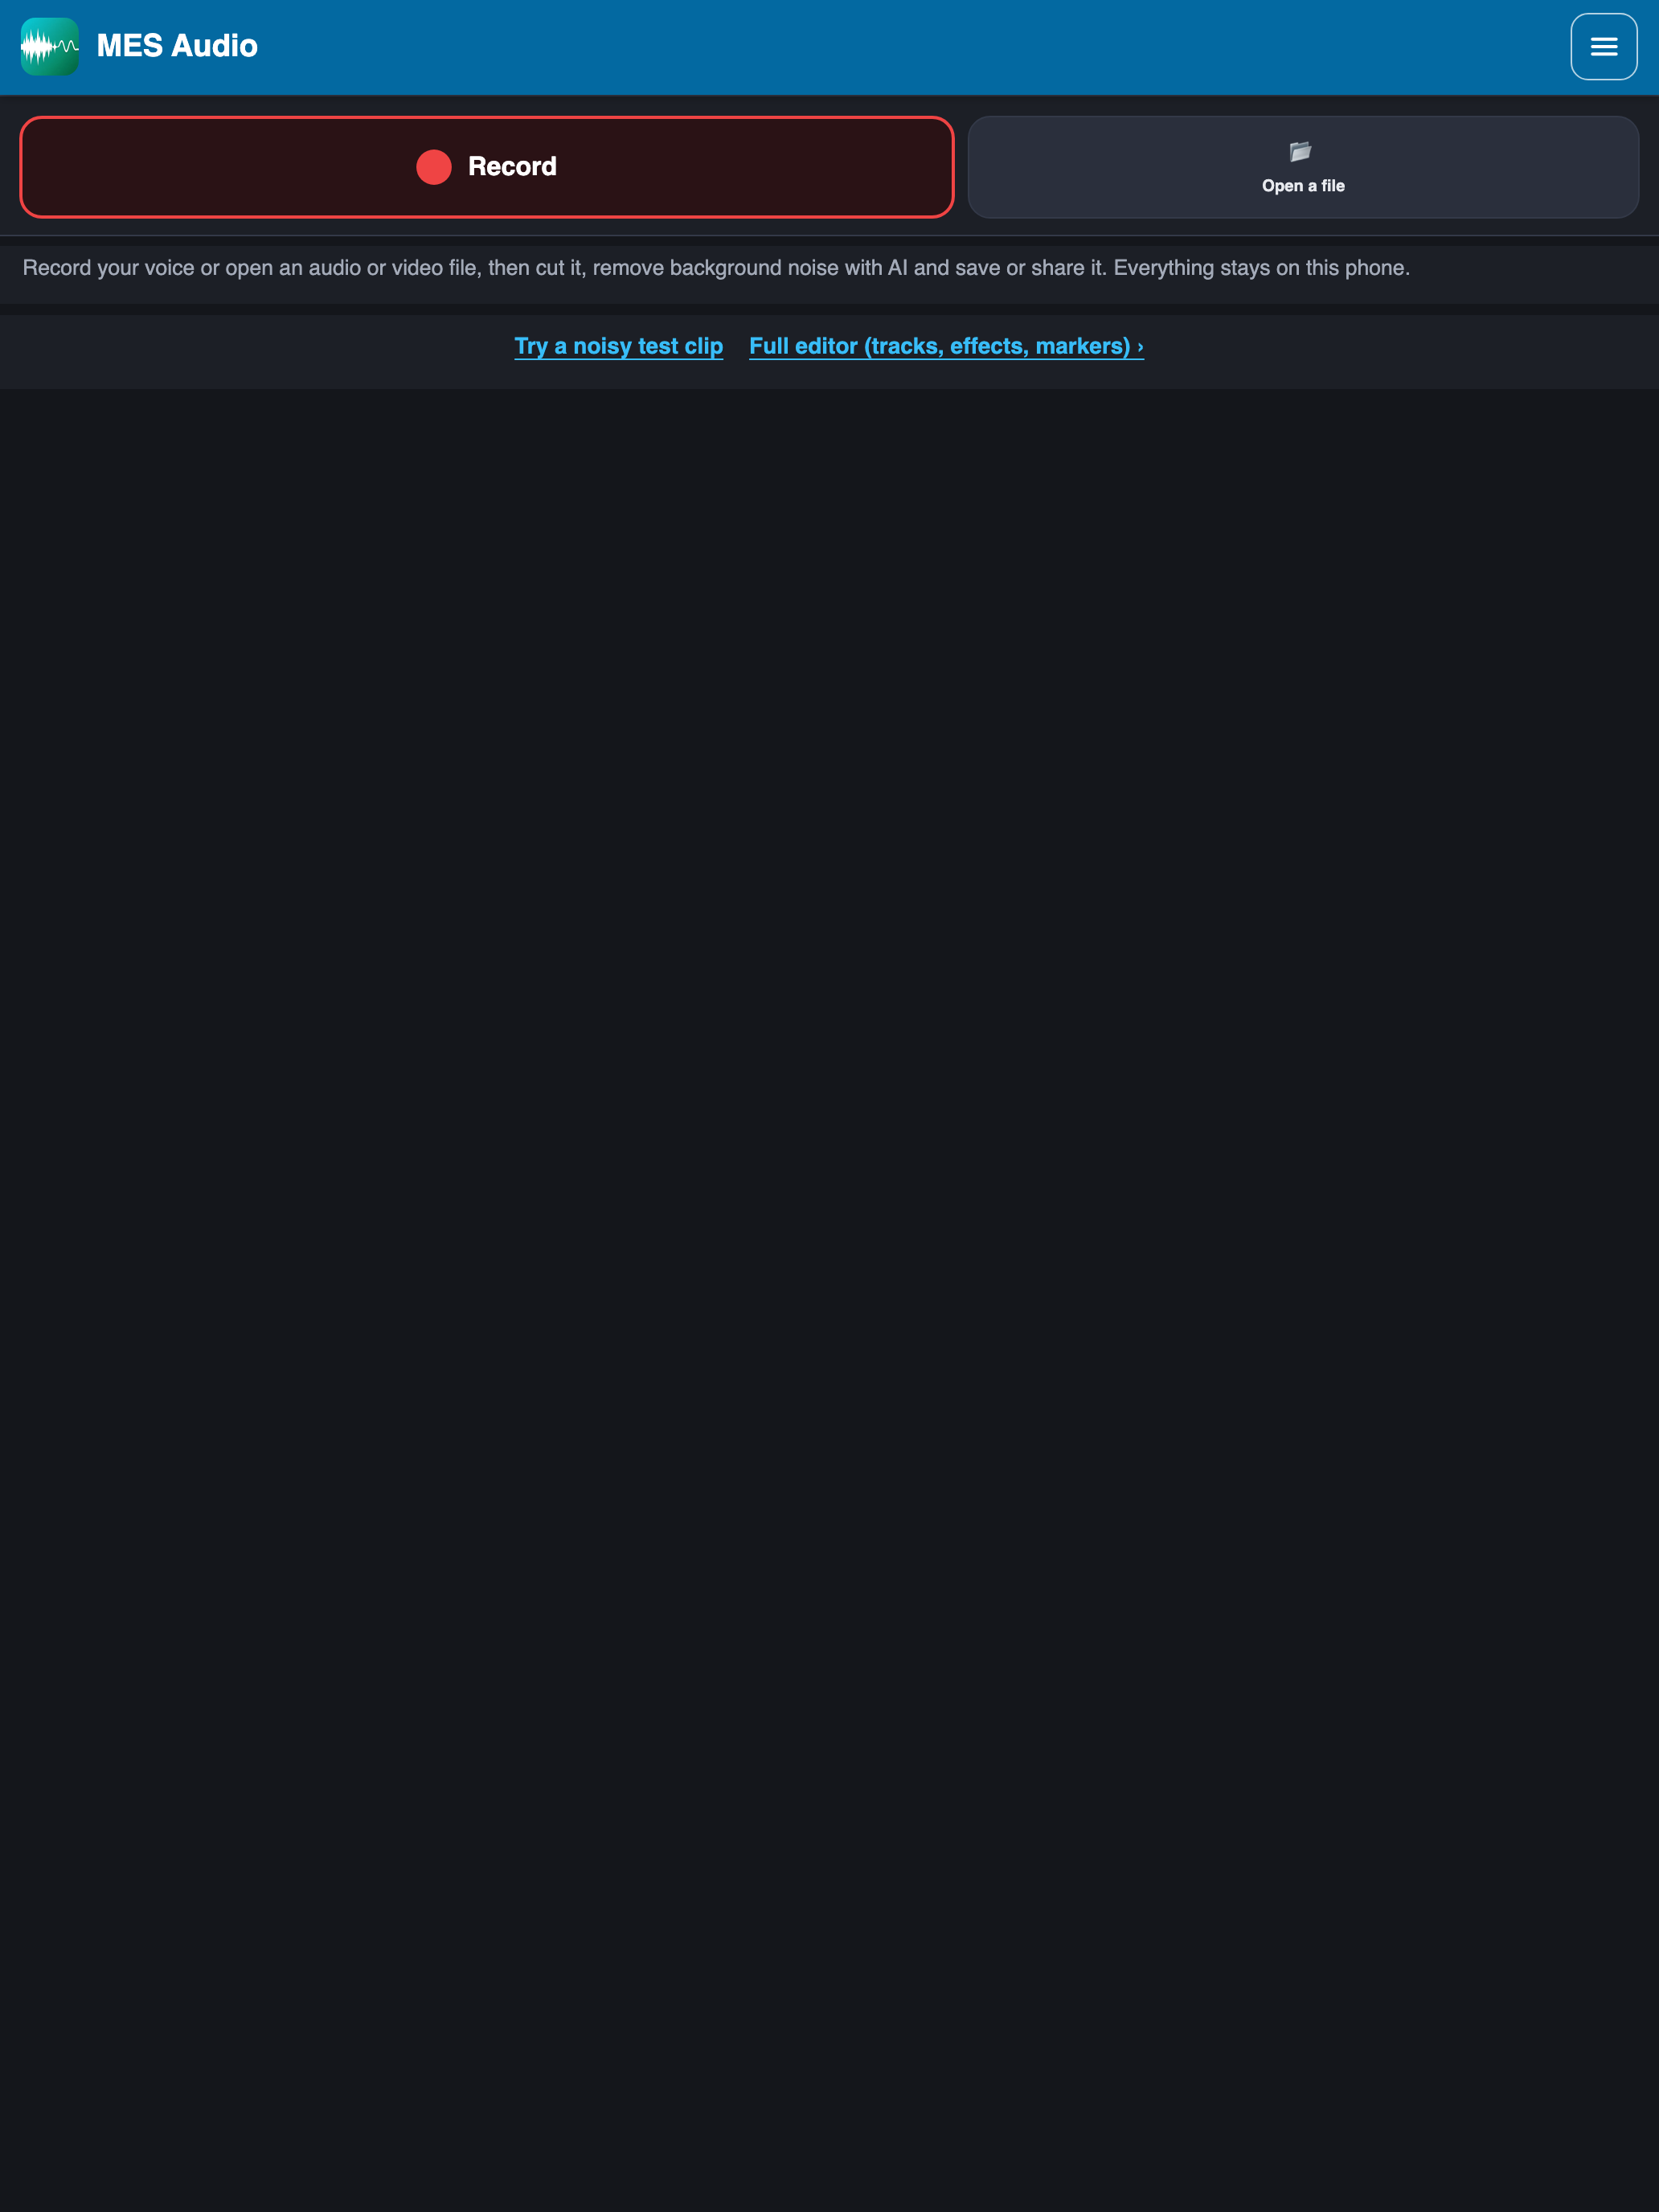 MES Audio
Record
Open a file
Record your voice or open an audio or video file, then cut it, remove background noise with AI and save or share it. Everything stays on this phone.
Try a noisy test clip
Full editor (tracks, effects, markers) ›